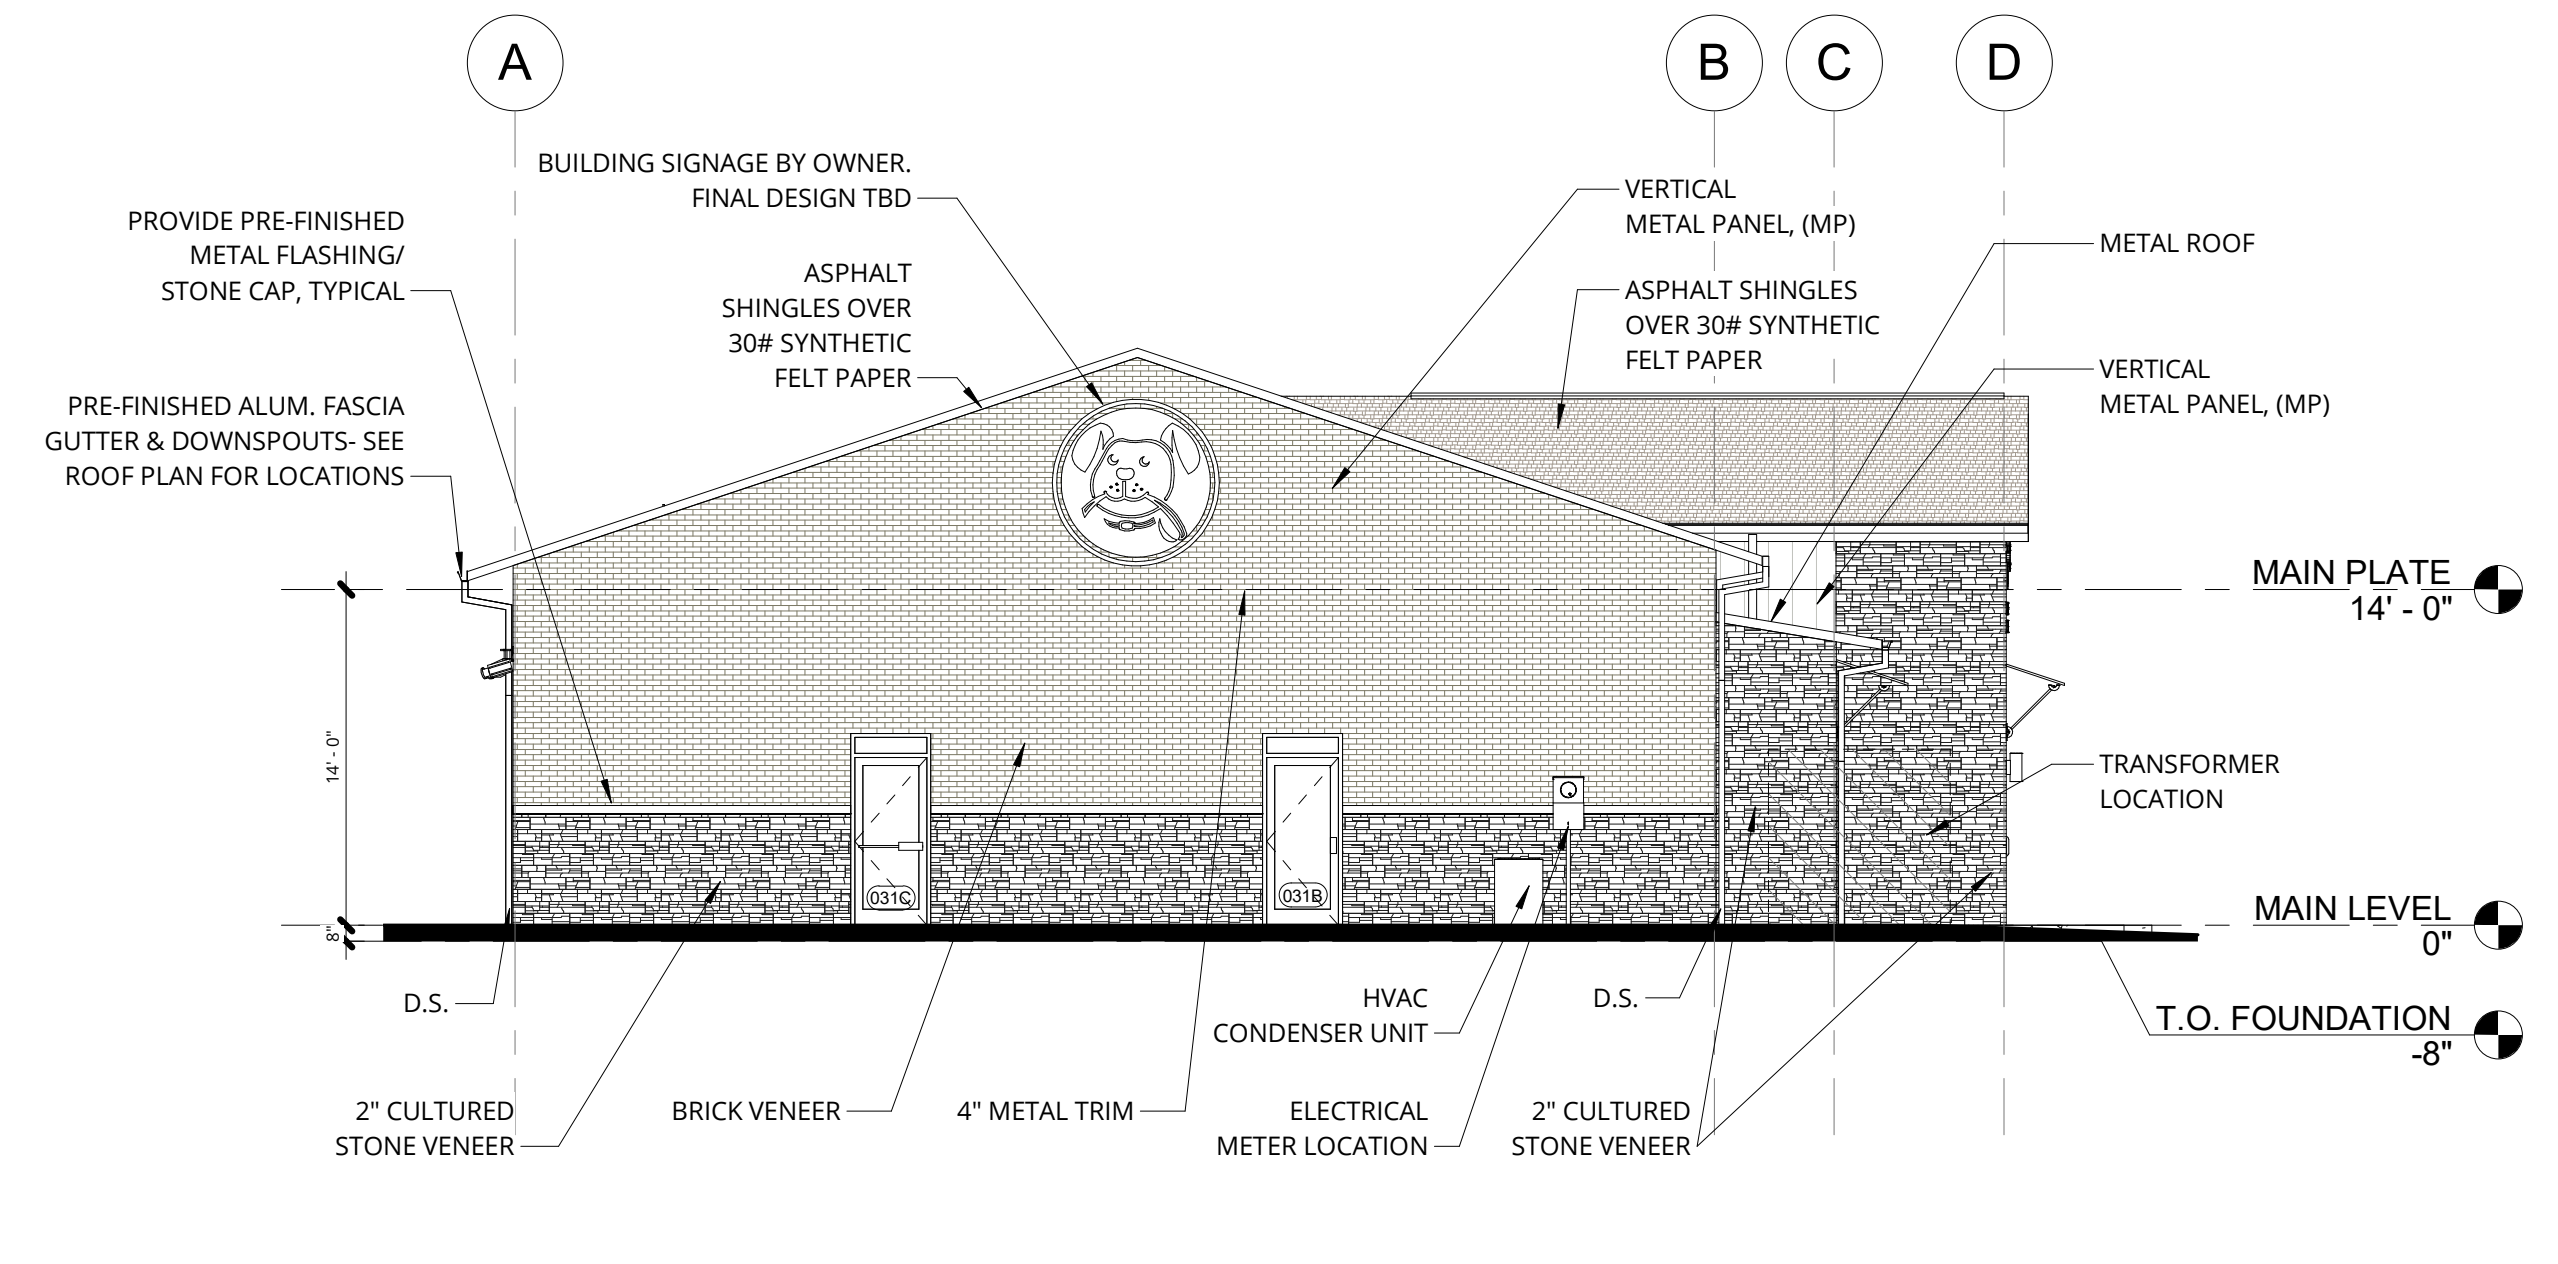 A
B
C
D
BUILDING SIGNAGE BY OWNER.
FINAL DESIGN TBD
VERTICAL
METAL PANEL, (MP)
PROVIDE PRE-FINISHED
METAL FLASHING/
STONE CAP, TYPICAL
METAL ROOF
ASPHALT
SHINGLES OVER
30# SYNTHETIC
FELT PAPER
ASPHALT SHINGLES
OVER 30# SYNTHETIC
FELT PAPER
VERTICAL
METAL PANEL, (MP)
PRE-FINISHED ALUM. FASCIA
GUTTER & DOWNSPOUTS- SEE
ROOF PLAN FOR LOCATIONS
MAIN PLATE
14' - 0"
14' - 0"
TRANSFORMER
LOCATION
031C
031B
MAIN LEVEL
0"
8"
D.S.
HVAC
CONDENSER UNIT
D.S.
T.O. FOUNDATION
-8"
2" CULTURED
STONE VENEER
BRICK VENEER
4" METAL TRIM
ELECTRICAL
METER LOCATION
2" CULTURED
STONE VENEER